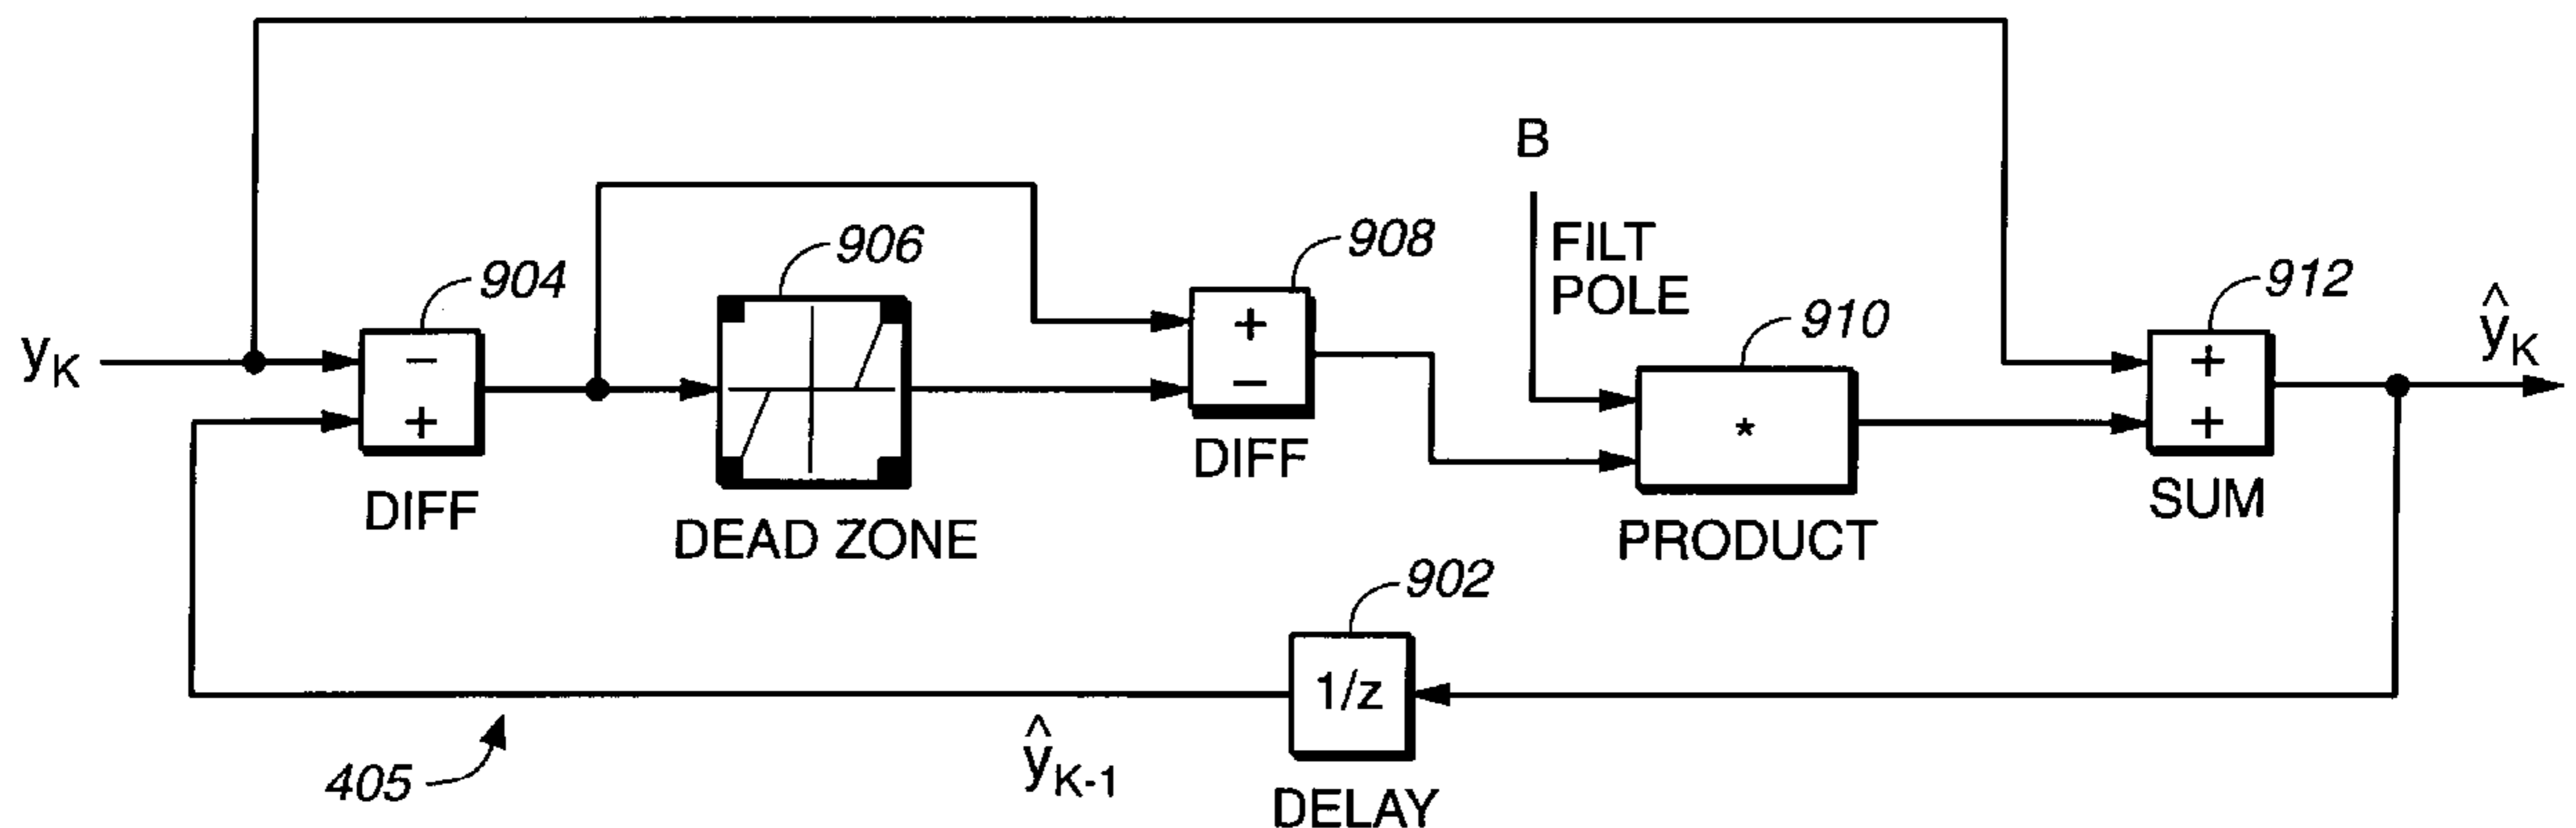 B
906
908
FILT
POLE
904
912
910
y_K
−
+
+
−
*
+
+
ŷ_K
DIFF
DIFF
SUM
DEAD ZONE
PRODUCT
902
1/z
405
ŷ_K-1
DELAY